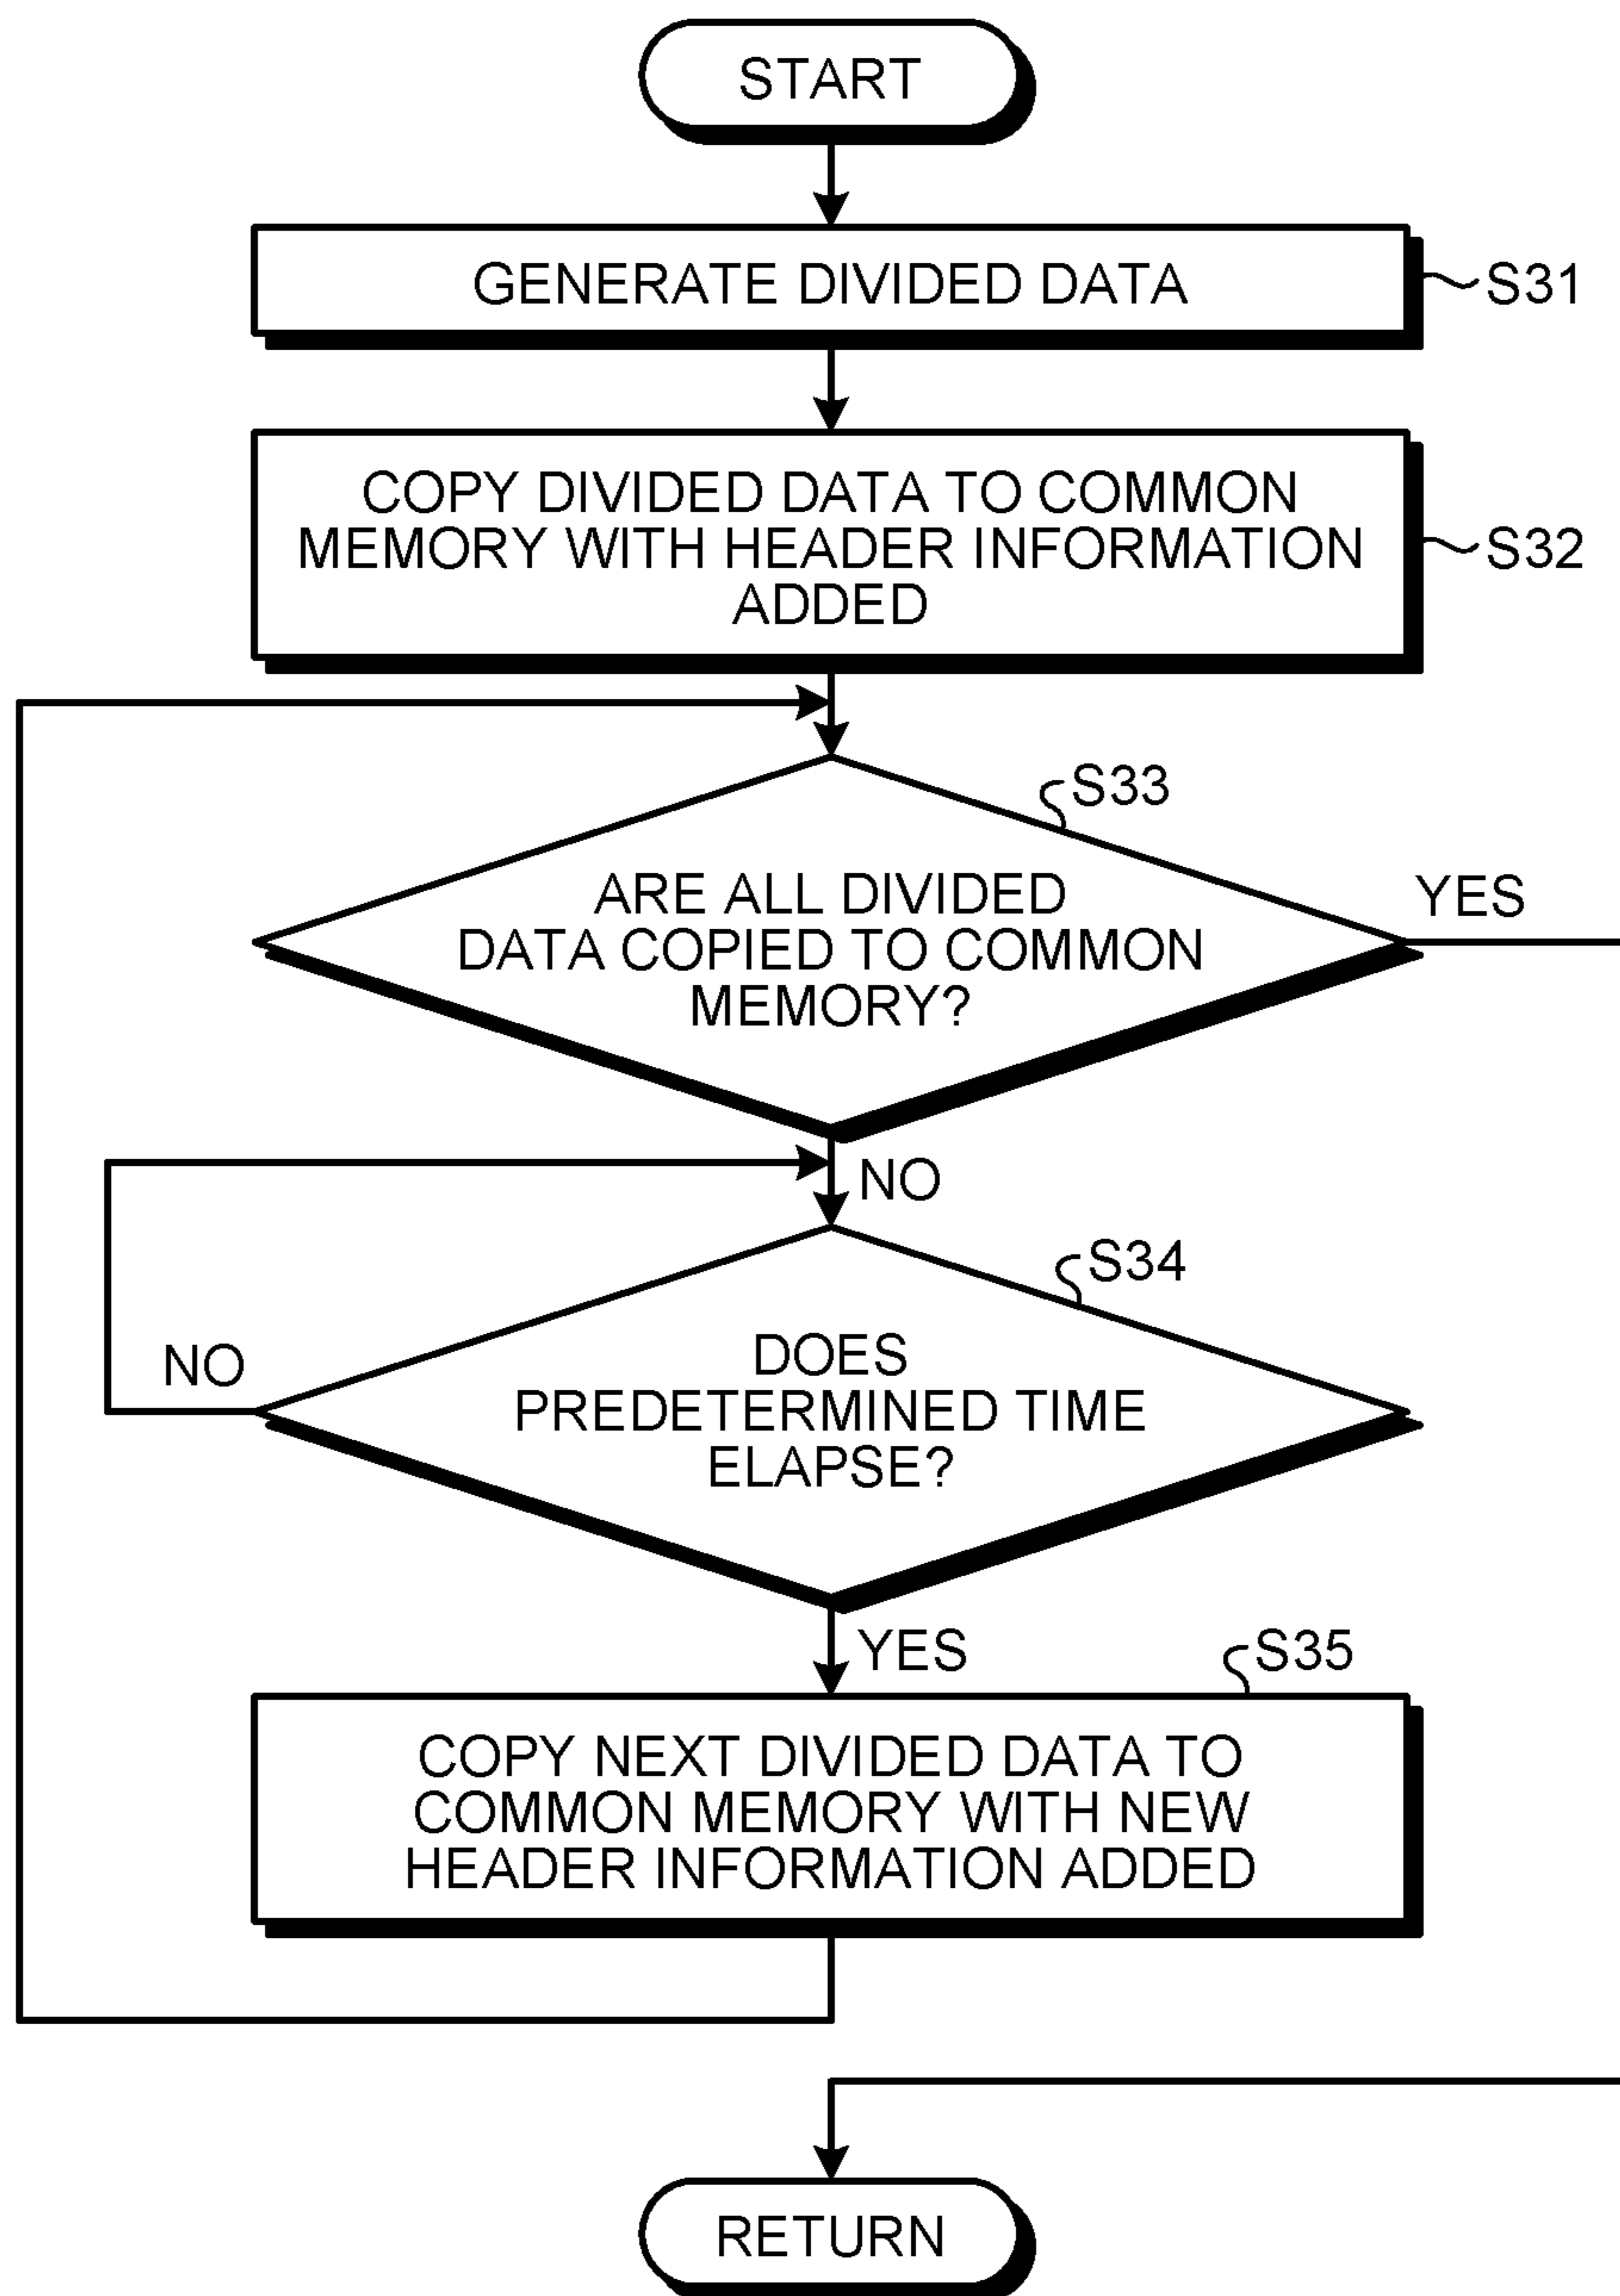 START
GENERATE DIVIDED DATA
S31
COPY DIVIDED DATA TO COMMON
MEMORY WITH HEADER INFORMATION
ADDED
S32
S33
ARE ALL DIVIDED
DATA COPIED TO COMMON
MEMORY?
YES
NO
S34
DOES
PREDETERMINED TIME
ELAPSE?
NO
YES
S35
COPY NEXT DIVIDED DATA TO
COMMON MEMORY WITH NEW
HEADER INFORMATION ADDED
RETURN